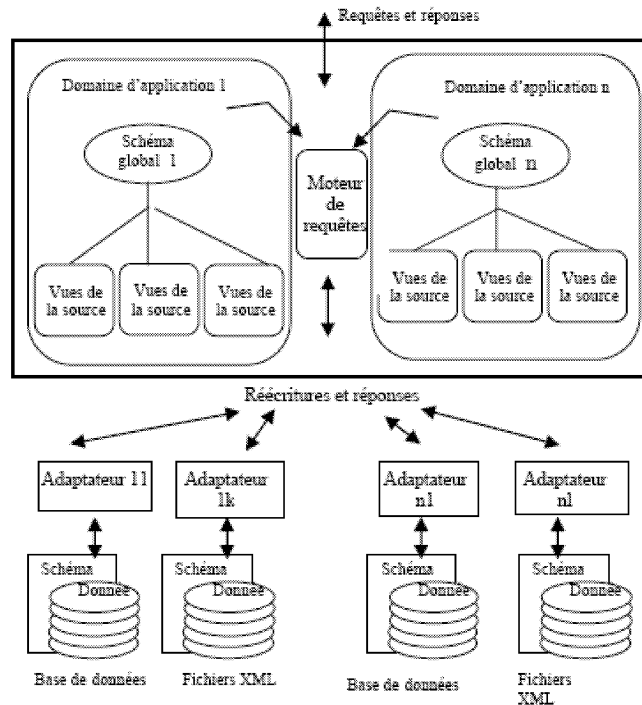 Requêtes et réponses
Domaine d'application 1
Domaine d'application n
Schéma
global 1
Schéma
global n
Moteur
de
requêtes
Vues de
la source
Vues de
la source
Vues de
la source
Vues de
la source
Vues de
la source
Vues de
la source
Réécritures et réponses
Adaptateur 11
Adaptateur
1k
Adaptateur
n1
Adaptateur
nl
Schéma
Donnée
Schéma
Donnée
Schéma
Donnée
Schéma
Donnée
Base de données
Fichiers XML
Base de données
Fichiers
XML